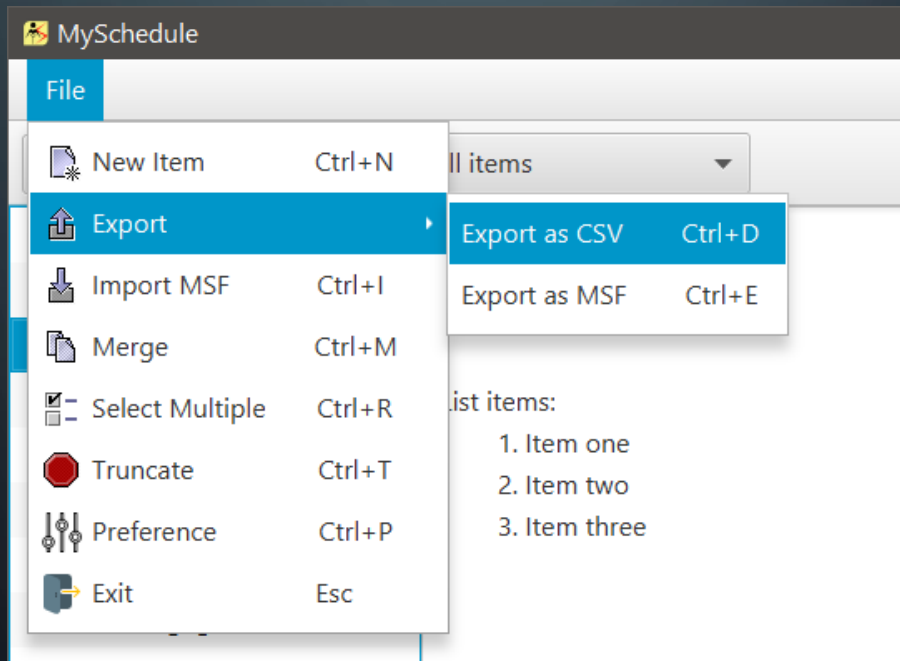 MySchedule
File
New Item Ctrl+N
ll items
Export
Export as CSV Ctrl+D
Import MSF Ctrl+I
Export as MSF Ctrl+E
Merge Ctrl+M
Select Multiple Ctrl+R
List items:
1. Item one
Truncate Ctrl+T
2. Item two
Preference Ctrl+P
3. Item three
Exit Esc